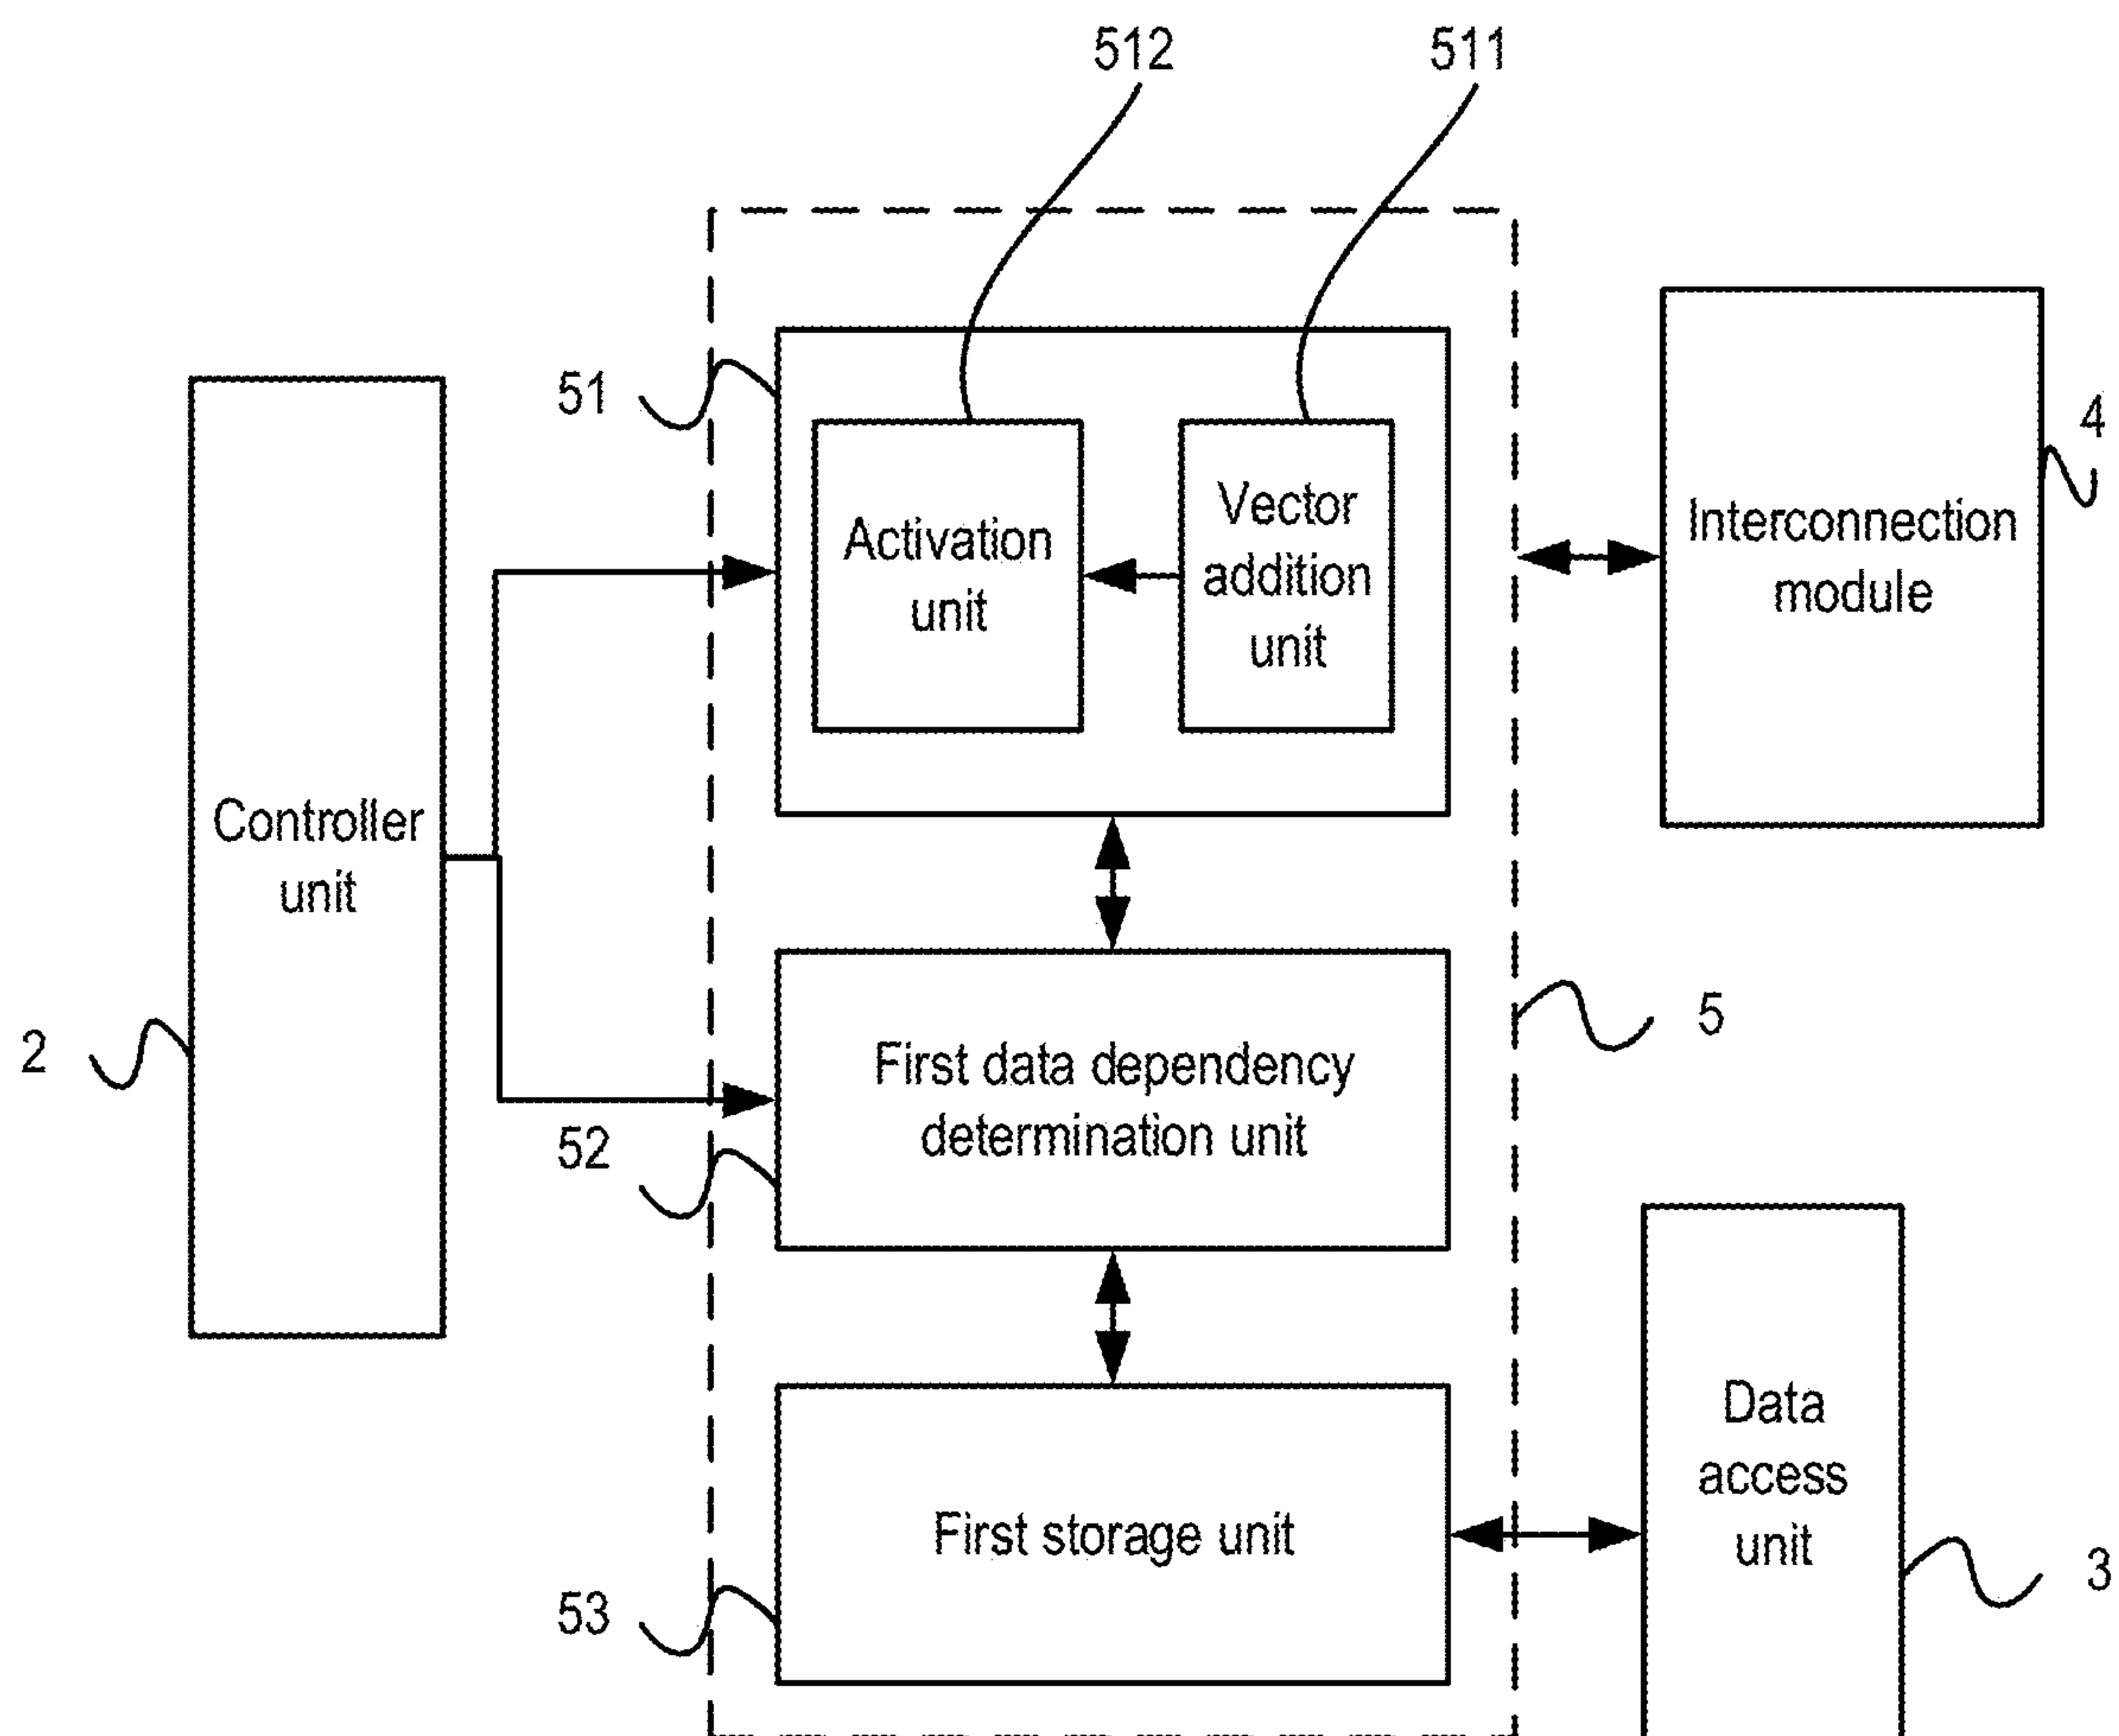 512
511
51
4
Activation
unit
Vector
addition
unit
Interconnection
module
Controller
unit
2
5
First data dependency
determination unit
52
Data
access
unit
First storage unit
53
3